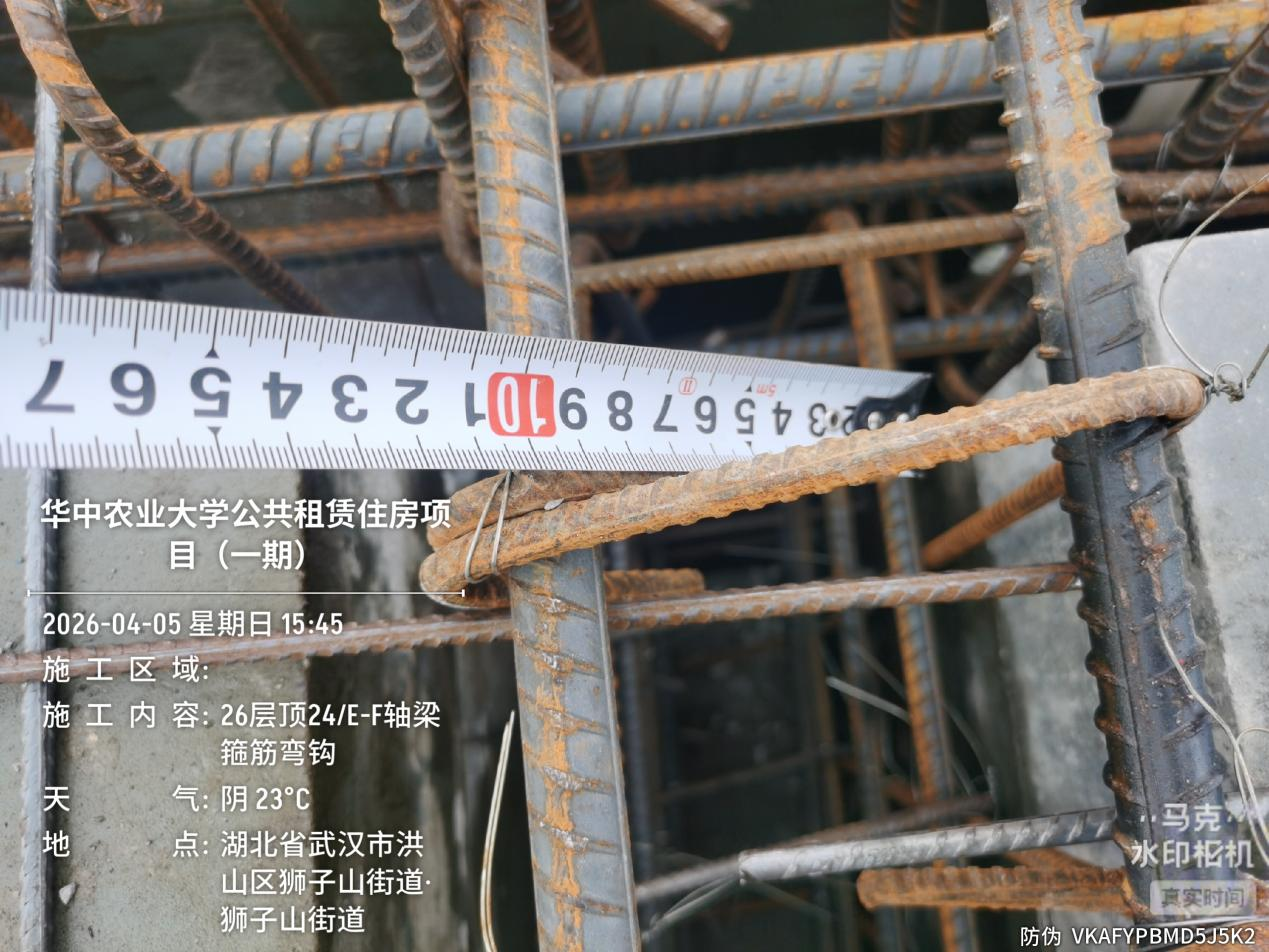 7 6 5 4 3 2 1 10 9 8 7 6 5 4 3 2
5m
II
华中农业大学公共租赁住房项
目（一期）
2026-04-05 星期日 15:45
施工区域:
施工内容: 26层顶24/E-F轴梁
箍筋弯钩
天气: 阴 23°C
地点: 湖北省武汉市洪
山区狮子山街道·
狮子山街道
马克
水印相机
真实时间
防伪 VKAFYPBMD5J5K2